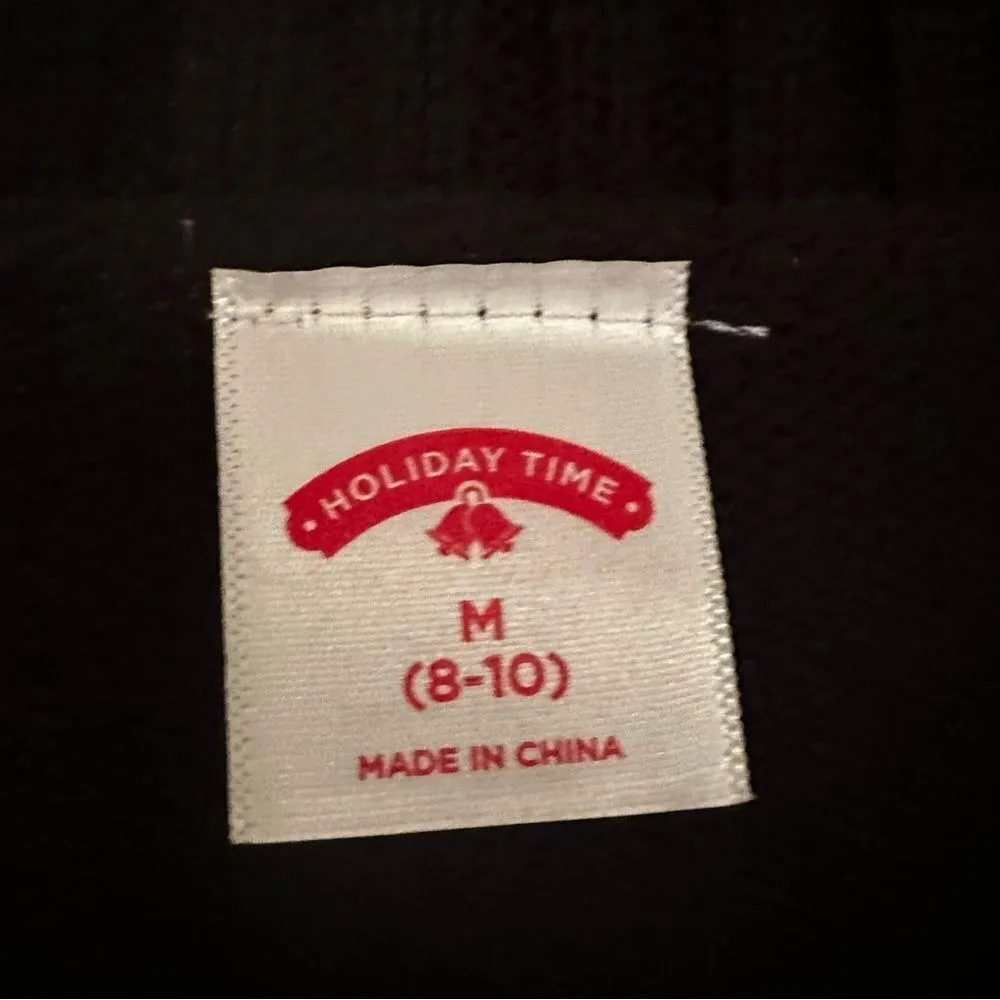 HOLIDAY TIME
M
(8-10)
MADE IN CHINA